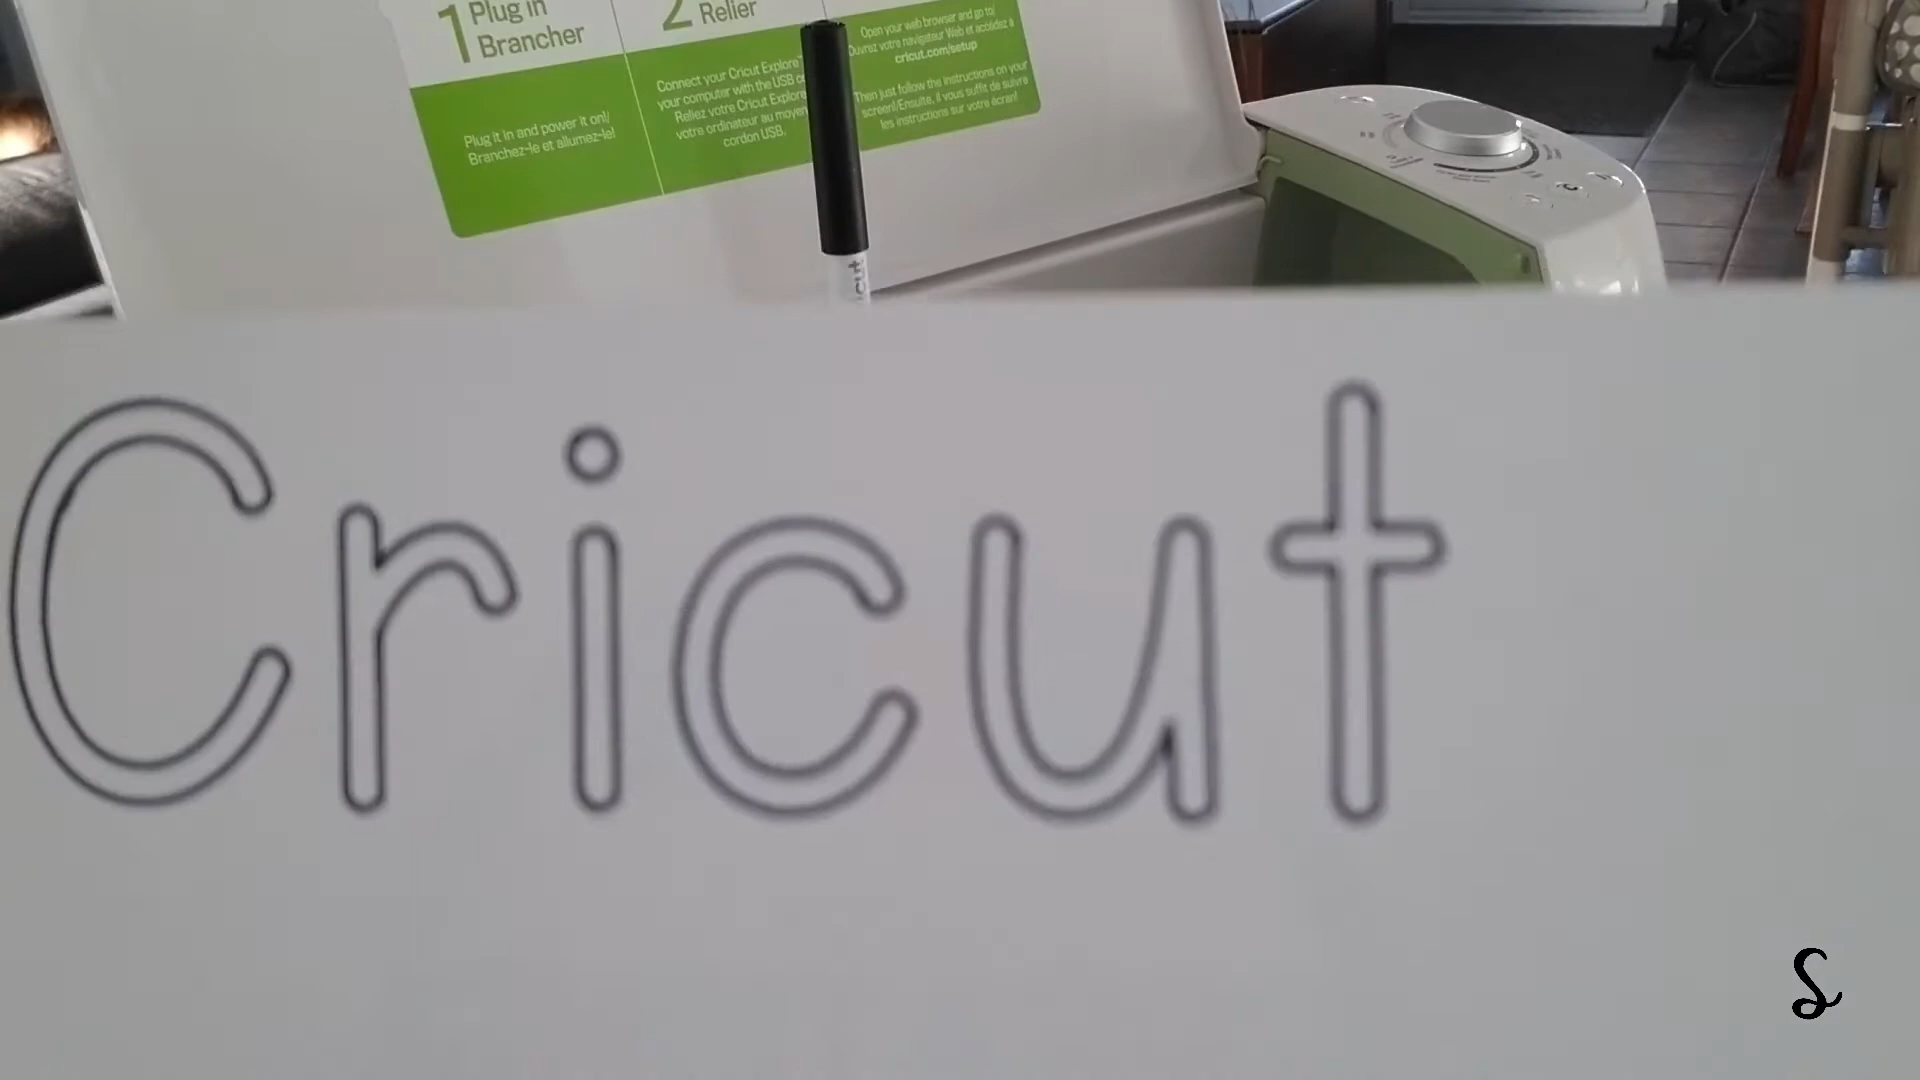 1 Plug in
Brancher
2
Relier
Plug it in and power it on!/
Branchez-le et allumez-le!
Connect your Cricut Explore
your computer with the USB
Reliez votre Cricut Explore
votre ordinateur au moyen
cordon USB.
Open your web browser and go to/
Ouvrez votre navigateur Web et accédez à
cricut.com/setup
Then just follow the instructions on your
screen!/Ensuite, il vous suffit de suivre
les instructions sur votre écran!
icut
Cricut
S